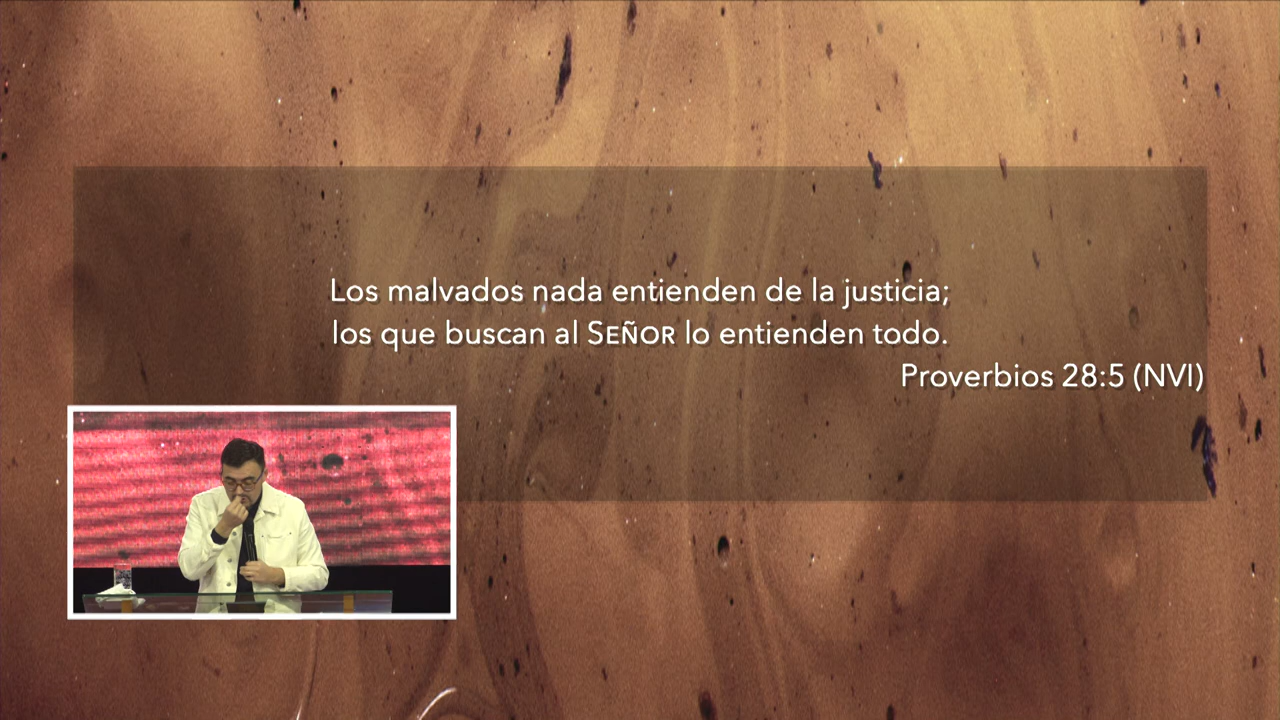 Los malvados nada entienden de la justicia;
los que buscan al SEÑOR lo entienden todo.
Proverbios 28:5 (NVI)